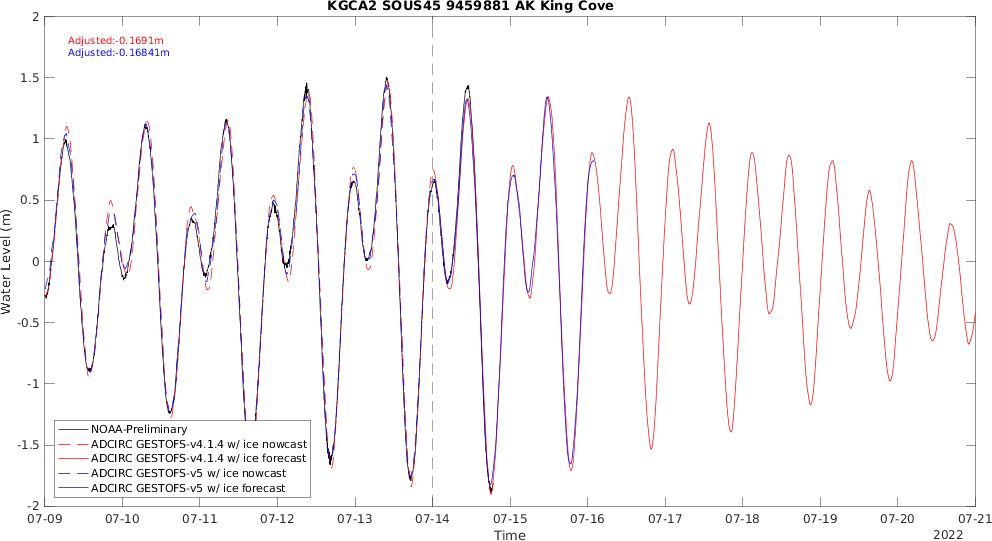 KGCA2 SOUS45 9459881 AK King Cove
Adjusted:-0.1691m
Adjusted:-0.16841m
2
1.5
1
0.5
0
-0.5
-1
-1.5
-2
Water Level (m)
NOAA-Preliminary
ADCIRC GESTOFS-v4.1.4 w/ ice nowcast
ADCIRC GESTOFS-v4.1.4 w/ ice forecast
ADCIRC GESTOFS-v5 w/ ice nowcast
ADCIRC GESTOFS-v5 w/ ice forecast
07-09 07-10 07-11 07-12 07-13 07-14 07-15 07-16 07-17 07-18 07-19 07-20 07-21
Time
2022